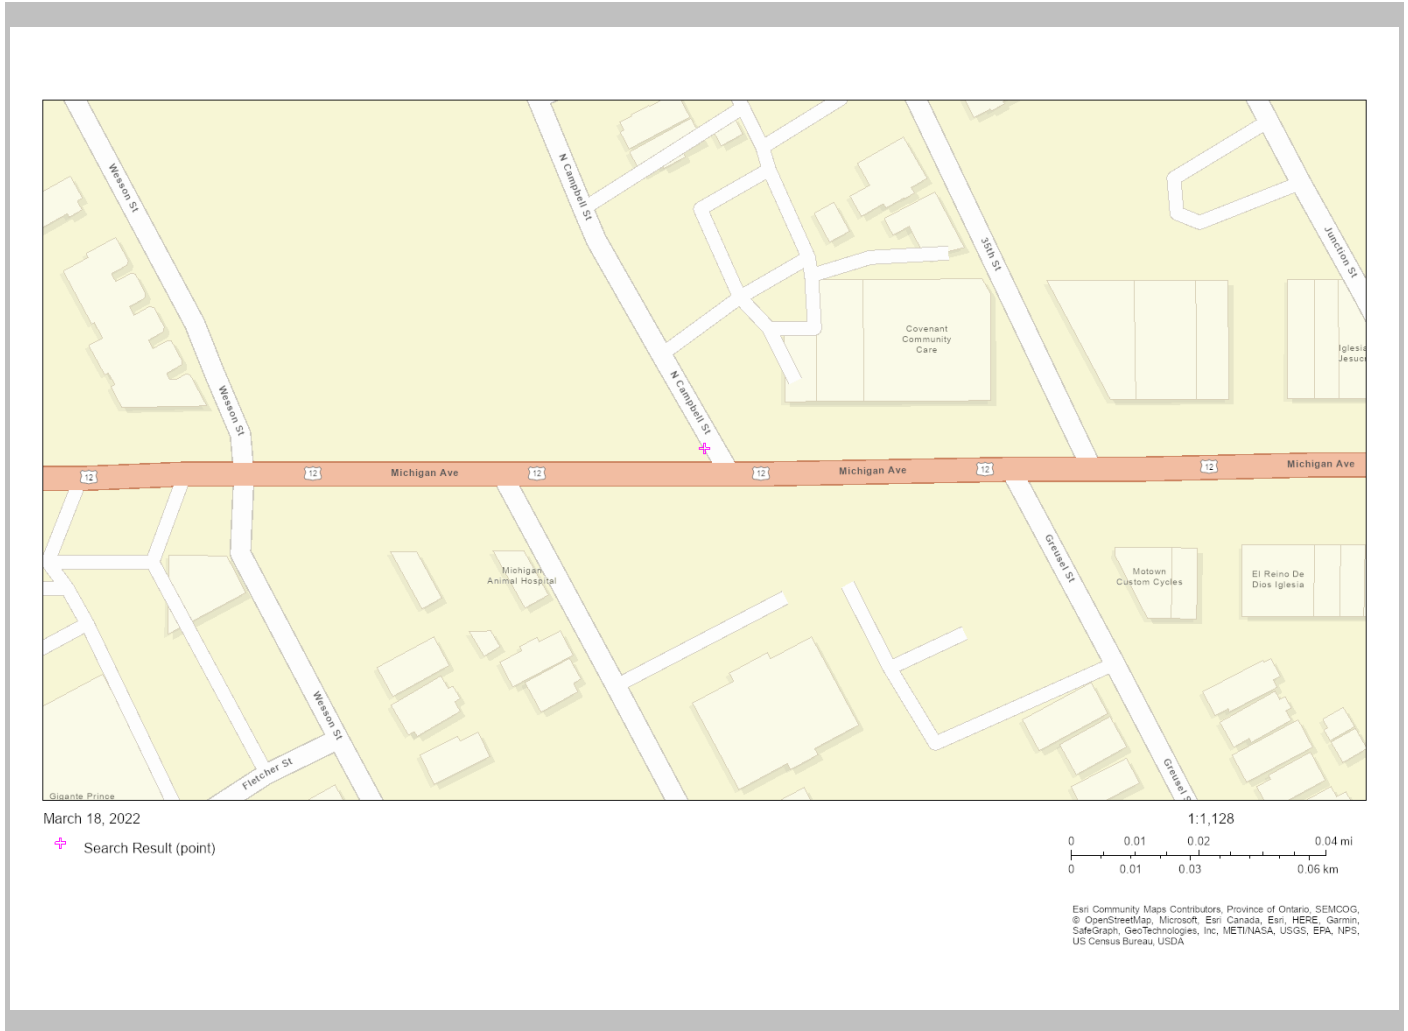 Wesson St
N Campbell St
35th St
Junction St
Covenant
Community
Care
Iglesia
Jesucr
Wesson St
N Campbell St
12
12
Michigan Ave
12
12
Michigan Ave
12
12
Michigan Ave
Michigan
Animal Hospital
Greusel St
Motown
Custom Cycles
El Reino De
Dios Iglesia
Wesson St
Fletcher St
Greusel S
Gigante Prince
March 18, 2022
Search Result (point)
1:1,128
0 0.01 0.02 0.04 mi
0 0.01 0.03 0.06 km
Esri Community Maps Contributors, Province of Ontario, SEMCOG,
© OpenStreetMap, Microsoft, Esri Canada, Esri, HERE, Garmin,
SafeGraph, GeoTechnologies, Inc, METI/NASA, USGS, EPA, NPS,
US Census Bureau, USDA